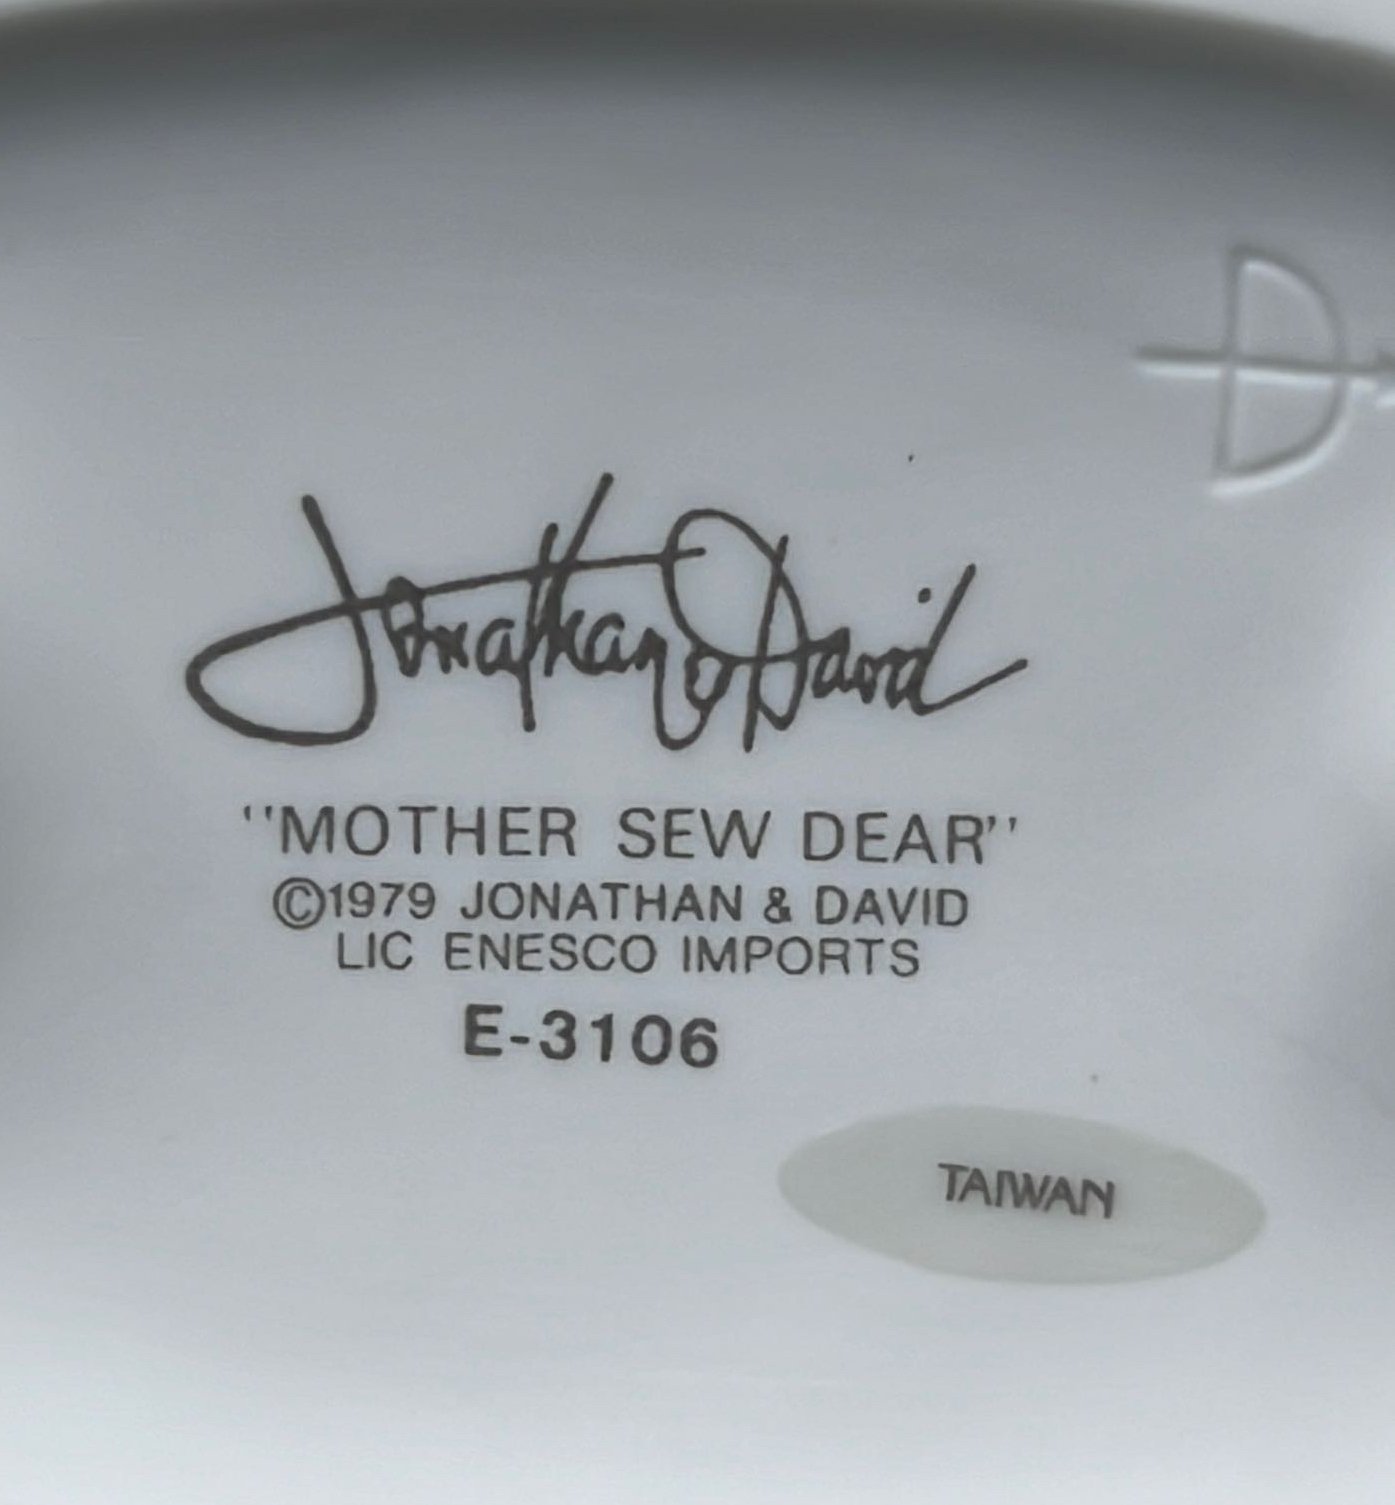 Jonathan & David
"MOTHER SEW DEAR"
©1979 JONATHAN & DAVID
LIC ENESCO IMPORTS
E-3106
TAIWAN